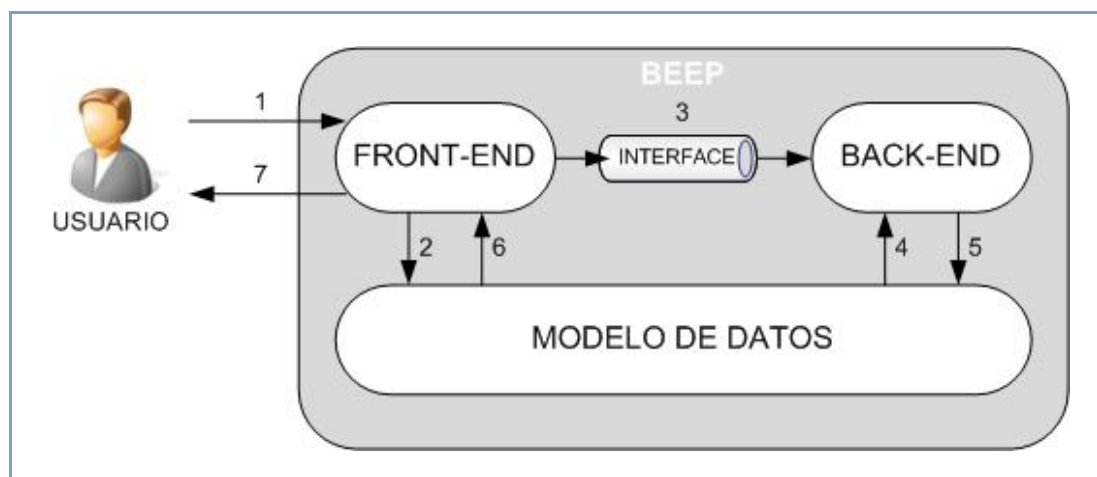 BEEP
1
3
FRONT-END
INTERFACE
BACK-END
7
USUARIO
2
6
4
5
MODELO DE DATOS